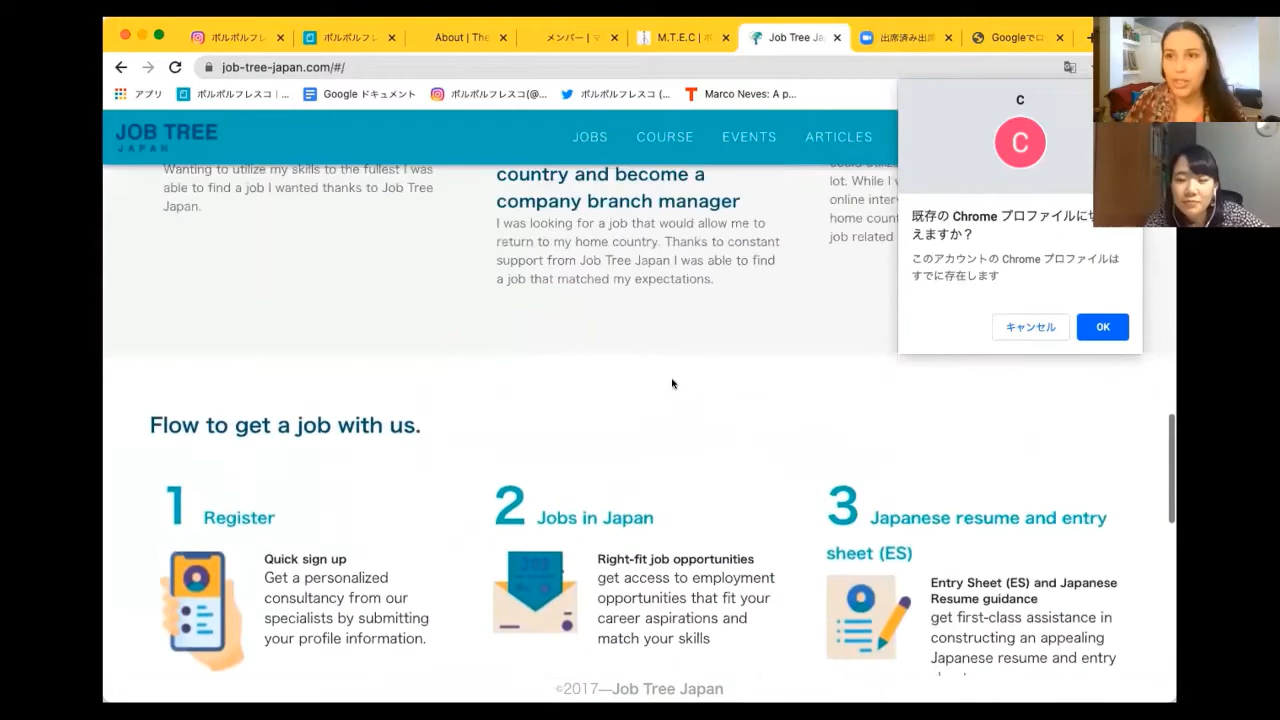 ボルボルフレ
ボルボルフレ
About | The
メンバー | マ
M.T.E.C | ポ
Job Tree Ja
出席済み出席
Googleでロ
job-tree-japan.com/#/
アプリ
ボルボルフレスコ | ...
Google ドキュメント
ボルボルフレスコ(@...
ボルボルフレスコ (...
Marco Neves: A p...
JOB TREE
JAPAN
JOBS
COURSE
EVENTS
ARTICLES
C
C
既存の Chrome プロファイルに
えますか？
このアカウントの Chrome プロファイルは
すでに存在します
キャンセル
OK
Wanting to utilize my skills to the fullest I was
able to find a job I wanted thanks to Job Tree
Japan.
country and become a
company branch manager
I was looking for a job that would allow me to
return to my home country. Thanks to constant
support from Job Tree Japan I was able to find
a job that matched my expectations.
lot. While I
online inter
home coun
job related
Flow to get a job with us.
1 Register
Quick sign up
Get a personalized
consultancy from our
specialists by submitting
your profile information.
2 Jobs in Japan
Right-fit job opportunities
get access to employment
opportunities that fit your
career aspirations and
match your skills
3 Japanese resume and entry
sheet (ES)
Entry Sheet (ES) and Japanese
Resume guidance
get first-class assistance in
constructing an appealing
Japanese resume and entry
©2017—Job Tree Japan